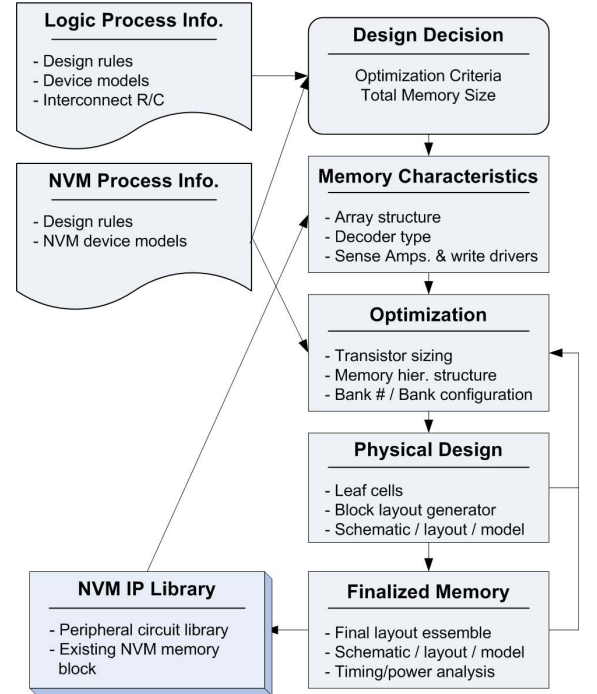 Logic Process Info.
- Design rules
- Device models
- Interconnect R/C
Design Decision
Optimization Criteria
Total Memory Size
NVM Process Info.
- Design rules
- NVM device models
Memory Characteristics
- Array structure
- Decoder type
- Sense Amps. & write drivers
Optimization
- Transistor sizing
- Memory hier. structure
- Bank # / Bank configuration
Physical Design
- Leaf cells
- Block layout generator
- Schematic / layout / model
NVM IP Library
- Peripheral circuit library
- Existing NVM memory
block
Finalized Memory
- Final layout essemble
- Schematic / layout / model
- Timing/power analysis